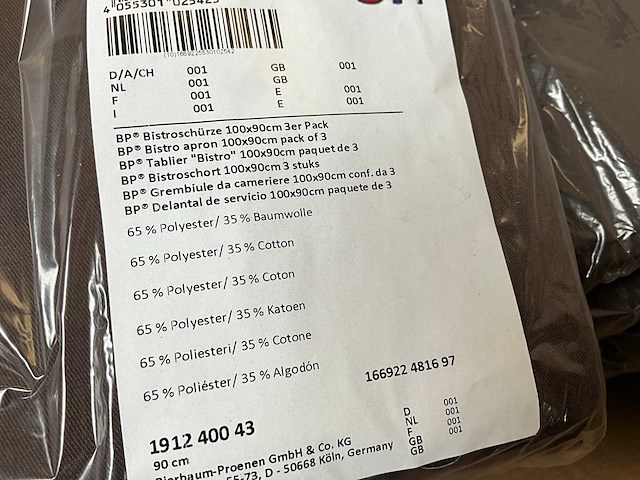 4 055301 025425
D/A/CH 001 GB 001
NL 001 GB
F 001 E 001
I 001 E 001
BP® Bistroschürze 100x90cm 3er Pack
BP® Bistro apron 100x90cm pack of 3
BP® Tablier "Bistro" 100x90cm paquet de 3
BP® Bistroschort 100x90cm 3 stuks
BP® Grembiule da cameriere 100x90cm conf. da 3
BP® Delantal de servicio 100x90cm paquete de 3
65 % Polyester/ 35 % Baumwolle
65 % Polyester/ 35 % Cotton
65 % Polyester/ 35 % Coton
65 % Polyester/ 35 % Katoen
65 % Poliesteri/ 35 % Cotone
65 % Poliéster/ 35 % Algodón
166922 4816 97
1912 400 43
90 cm
D 001
NL 001
F 001
GB 001
GB
Bierbaum-Proenen GmbH & Co. KG
55-73, D - 50668 Köln, Germany